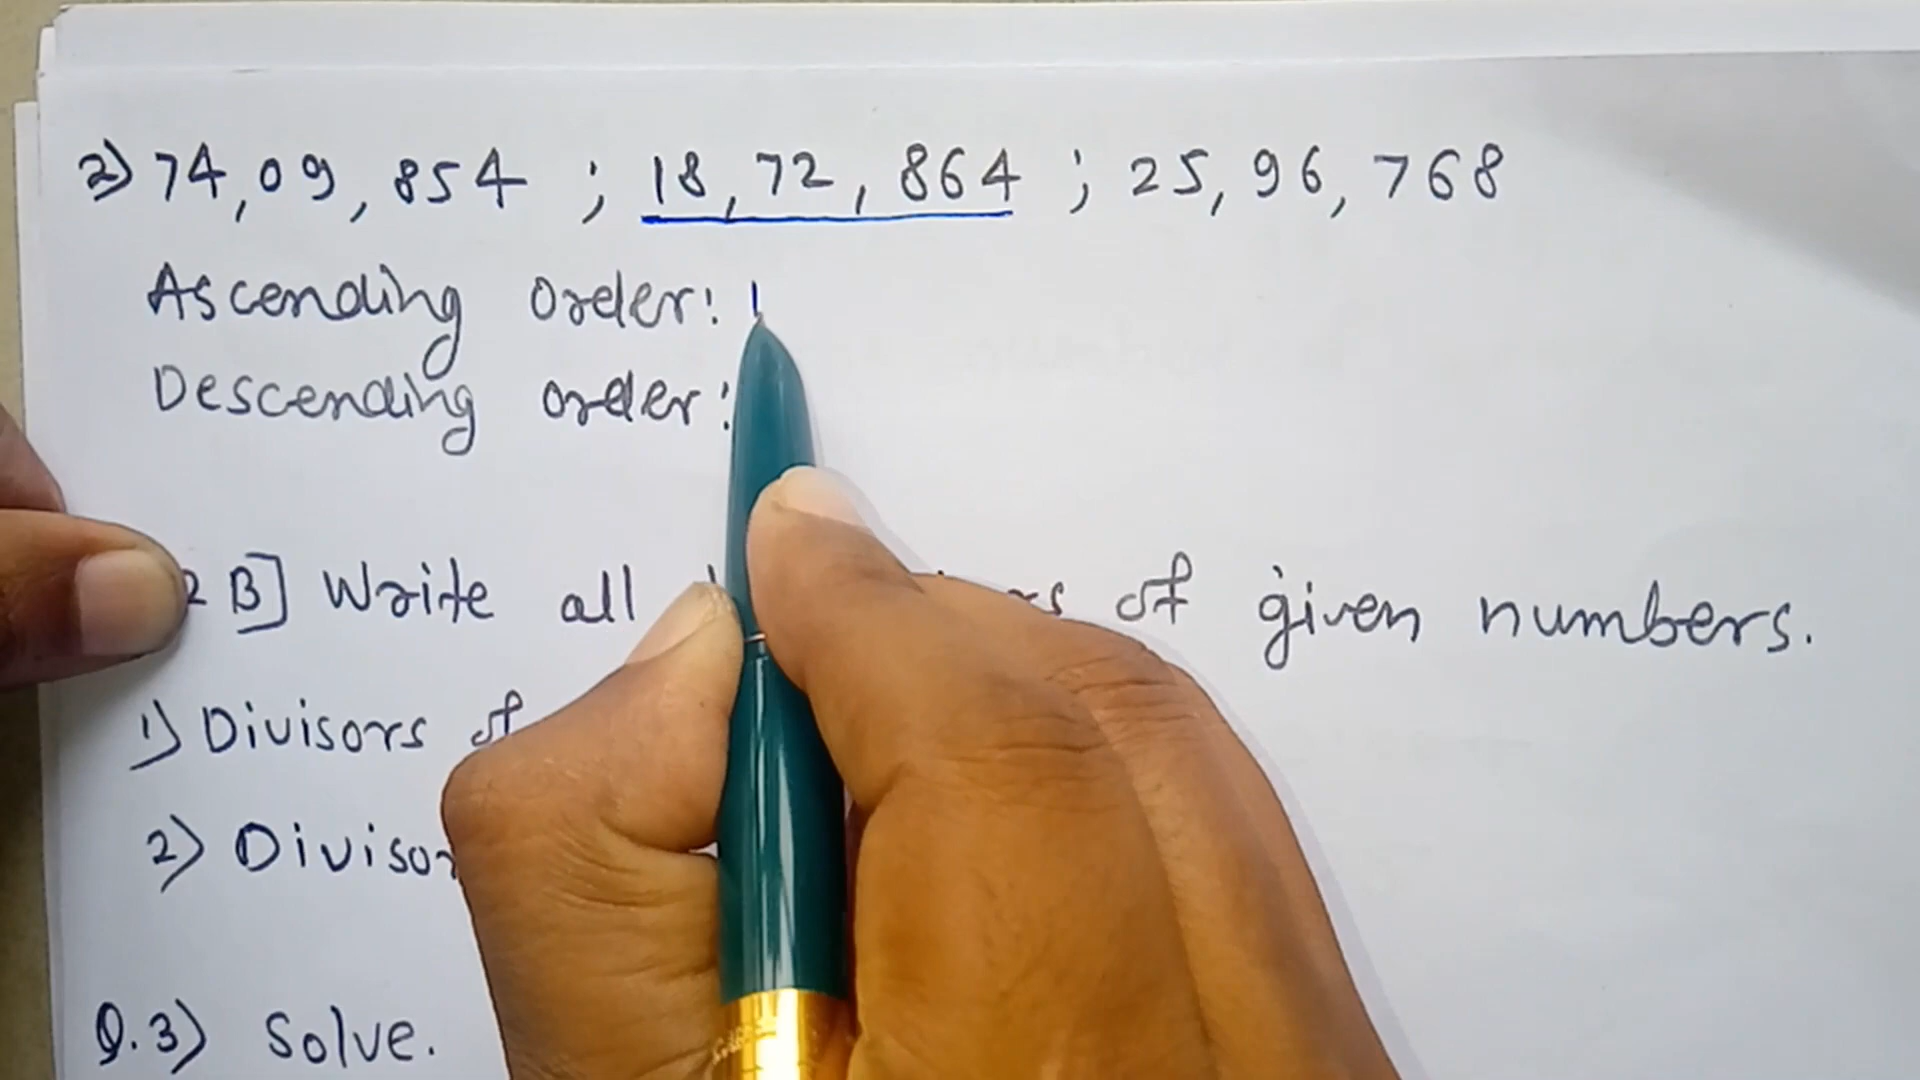 2) 74,09,854 ; 18,72,864 ; 25,96,768
Ascending order: 1
Descending order:
2 B] Write all of given numbers.
1) Divisors of
2)
Q.3) Solve.